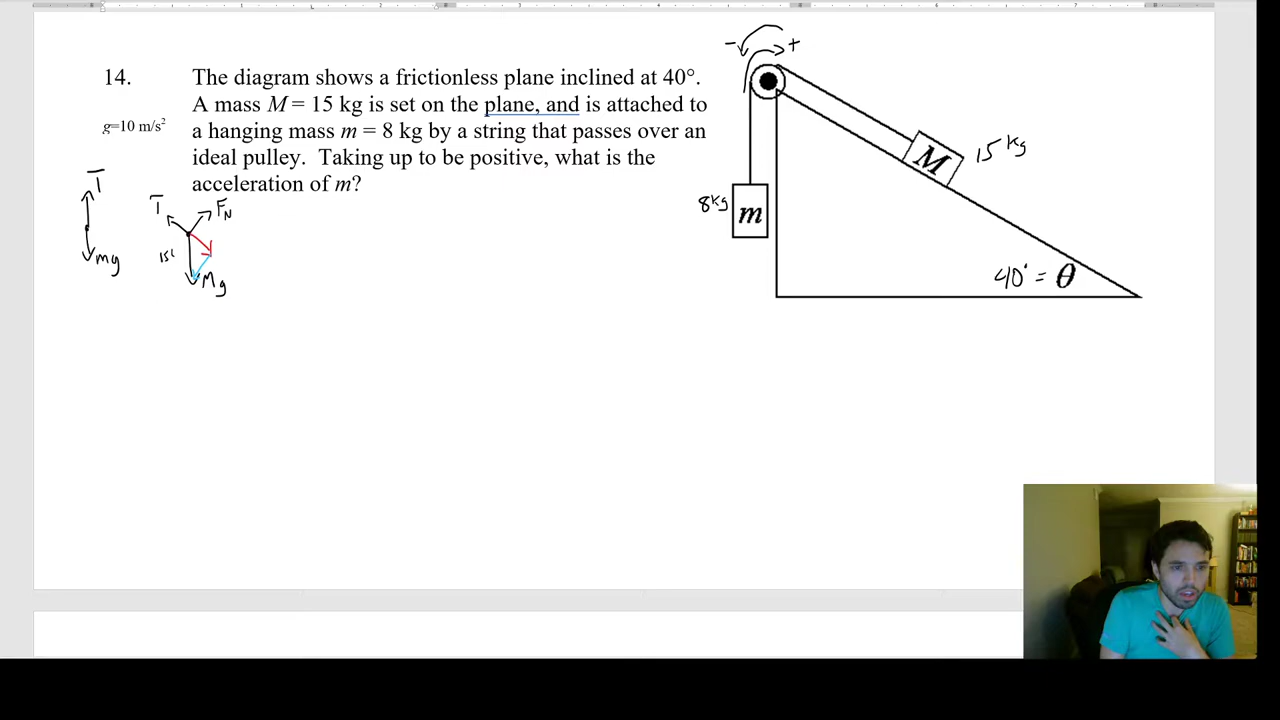 14.
The diagram shows a frictionless plane inclined at 40°.
A mass M = 15 kg is set on the plane, and is attached to
g=10 m/s²
a hanging mass m = 8 kg by a string that passes over an
ideal pulley. Taking up to be positive, what is the
acceleration of m?
- +
M 15 kg
8kg m
40° = θ
T
mg
T F_N
Mg